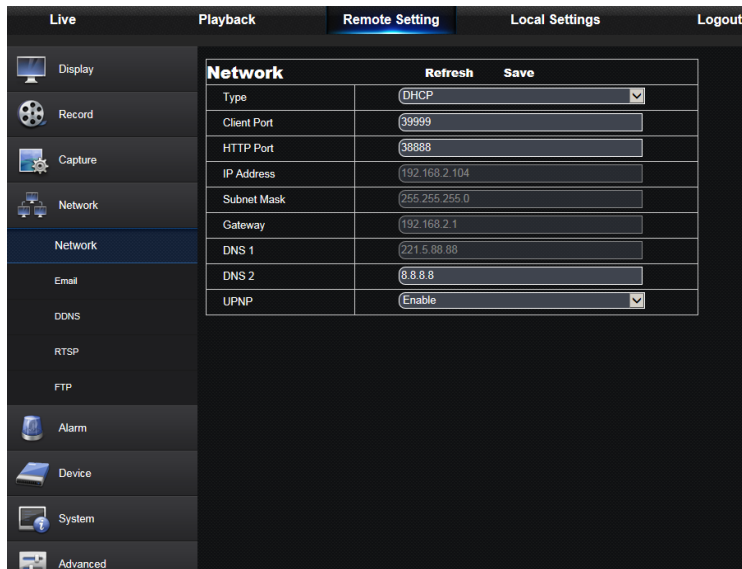 Live Playback Remote Setting Local Settings Logout
Display
Record
Capture
Network
Network
Email
DDNS
RTSP
FTP
Alarm
Device
System
Advanced
Network Refresh Save
Type DHCP
Client Port 39999
HTTP Port 38888
IP Address 192.168.2.104
Subnet Mask 255.255.255.0
Gateway 192.168.2.1
DNS 1 221.5.88.88
DNS 2 8.8.8.8
UPNP Enable